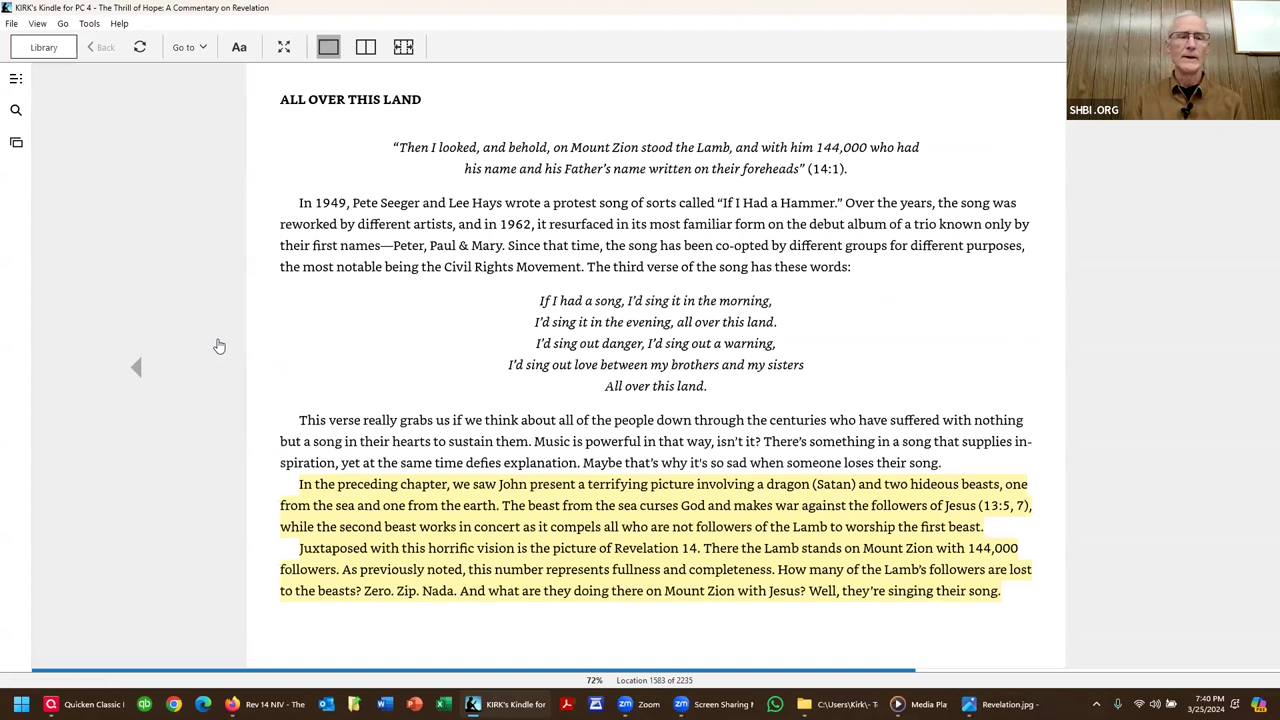 KIRK's Kindle for PC 4 - The Thrill of Hope: A Commentary on Revelation
File View Go Tools Help
Library Back Go to Aa
SHBI .ORG
ALL OVER THIS LAND
“Then I looked, and behold, on Mount Zion stood the Lamb, and with him 144,000 who had
his name and his Father’s name written on their foreheads” (14:1).
In 1949, Pete Seeger and Lee Hays wrote a protest song of sorts called “If I Had a Hammer.” Over the years, the song was
reworked by different artists, and in 1962, it resurfaced in its most familiar form on the debut album of a trio known only by
their first names—Peter, Paul & Mary. Since that time, the song has been co-opted by different groups for different purposes,
the most notable being the Civil Rights Movement. The third verse of the song has these words:
If I had a song, I’d sing it in the morning,
I’d sing it in the evening, all over this land.
I’d sing out danger, I’d sing out a warning,
I’d sing out love between my brothers and my sisters
All over this land.
This verse really grabs us if we think about all of the people down through the centuries who have suffered with nothing
but a song in their hearts to sustain them. Music is powerful in that way, isn’t it? There’s something in a song that supplies in-
spiration, yet at the same time defies explanation. Maybe that’s why it's so sad when someone loses their song.
In the preceding chapter, we saw John present a terrifying picture involving a dragon (Satan) and two hideous beasts, one
from the sea and one from the earth. The beast from the sea curses God and makes war against the followers of Jesus (13:5, 7),
while the second beast works in concert as it compels all who are not followers of the Lamb to worship the first beast.
Juxtaposed with this horrific vision is the picture of Revelation 14. There the Lamb stands on Mount Zion with 144,000
followers. As previously noted, this number represents fullness and completeness. How many of the Lamb’s followers are lost
to the beasts? Zero. Zip. Nada. And what are they doing there on Mount Zion with Jesus? Well, they’re singing their song.
72% Location 1583 of 2235
Quicken Classic Rev 14 NIV - The KIRK's Kindle for Zoom Screen Sharing C:\Users\Kirk\- Media Pla Revelation.jpg -
7:40 PM
3/25/2024